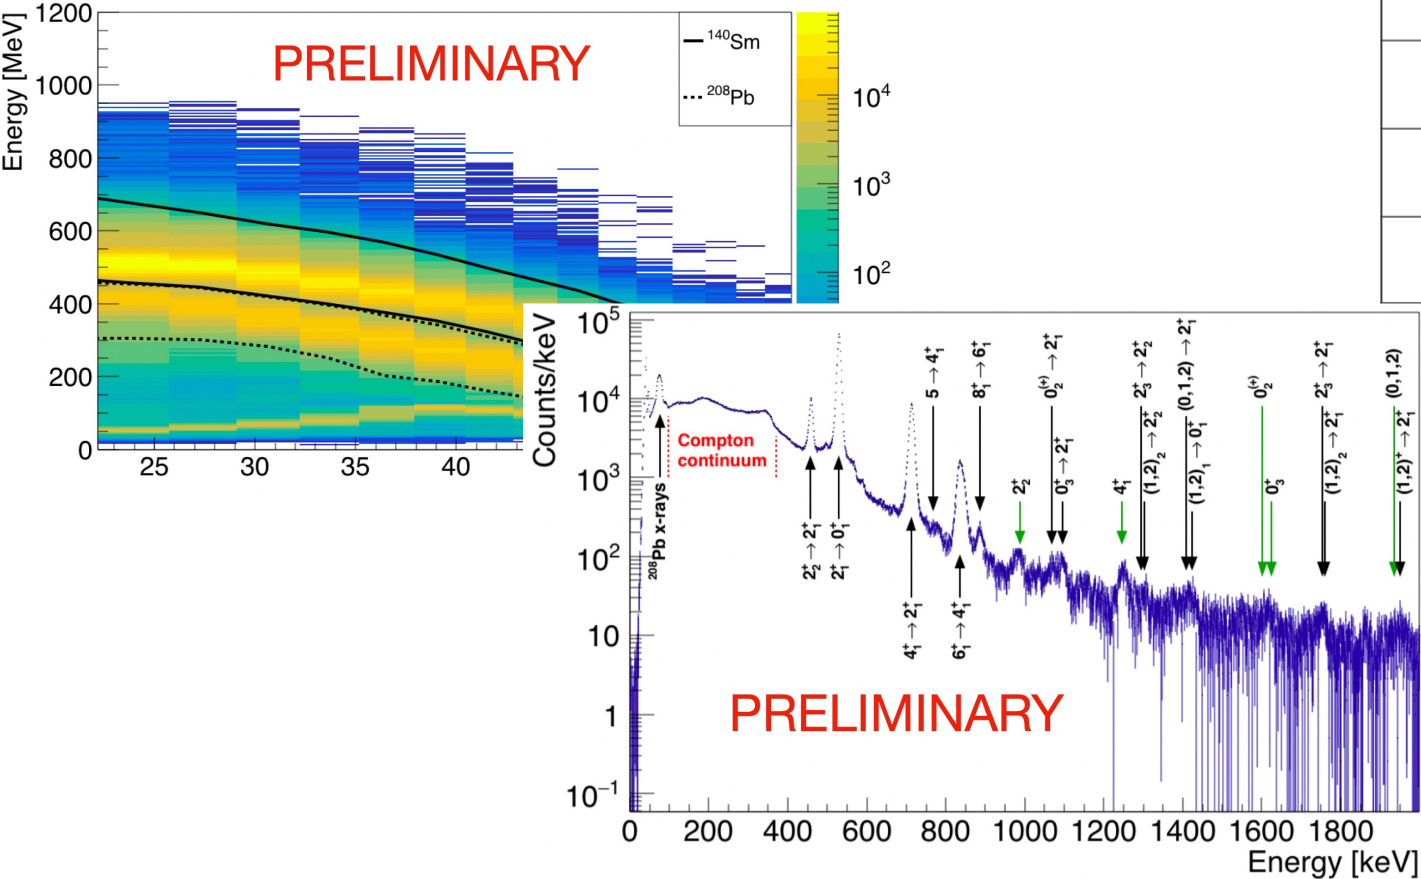 1200
1000
800
600
400
200
0
Energy [MeV]
PRELIMINARY
¹⁴⁰Sm
²⁰⁸Pb
10⁴
10³
10²
25
30
35
40
10⁵
10⁴
10³
10²
10
1
10⁻¹
Counts/keV
²⁰⁸Pb x-rays
Compton
continuum
2₂⁺ → 2₁⁺
2₁⁺ → 0₁⁺
4₁⁺ → 2₁⁺
5 → 4₁⁺
6₁⁺ → 4₁⁺
8₁⁺ → 6₁⁺
2₂⁺
0₂⁽⁺⁾ → 2₁⁺
0₃⁺ → 2₁⁺
4₁⁺
2₃⁺ → 2₂⁺
(1,2)₂ → 2₂⁺
(0,1,2) → 2₁⁺
(1,2)₁ → 0₁⁺
0₂⁽⁺⁾
0₃⁺
2₃⁺ → 2₁⁺
(1,2)₂ → 2₁⁺
(0,1,2)
(1,2)⁺ → 2₁⁺
PRELIMINARY
0
200
400
600
800
1000
1200
1400
1600
1800
Energy [keV]